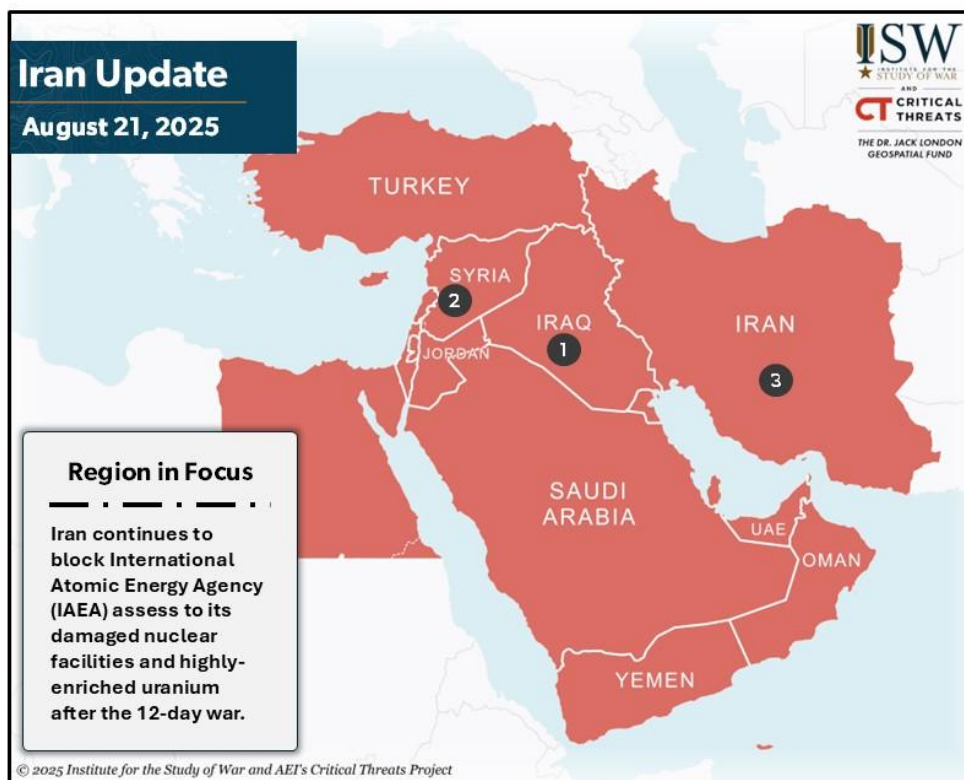 Iran Update
August 21, 2025
ISW
INSTITUTE FOR THE
STUDY OF WAR
AND
CT CRITICAL
THREATS
THE DR. JACK LONDON
GEOSPATIAL FUND
TURKEY
SYRIA
2
IRAQ
1
IRAN
3
JORDAN
SAUDI
ARABIA
UAE
OMAN
YEMEN
Region in Focus
Iran continues to
block International
Atomic Energy Agency
(IAEA) assess to its
damaged nuclear
facilities and highly-
enriched uranium
after the 12-day war.
© 2025 Institute for the Study of War and AEI's Critical Threats Project